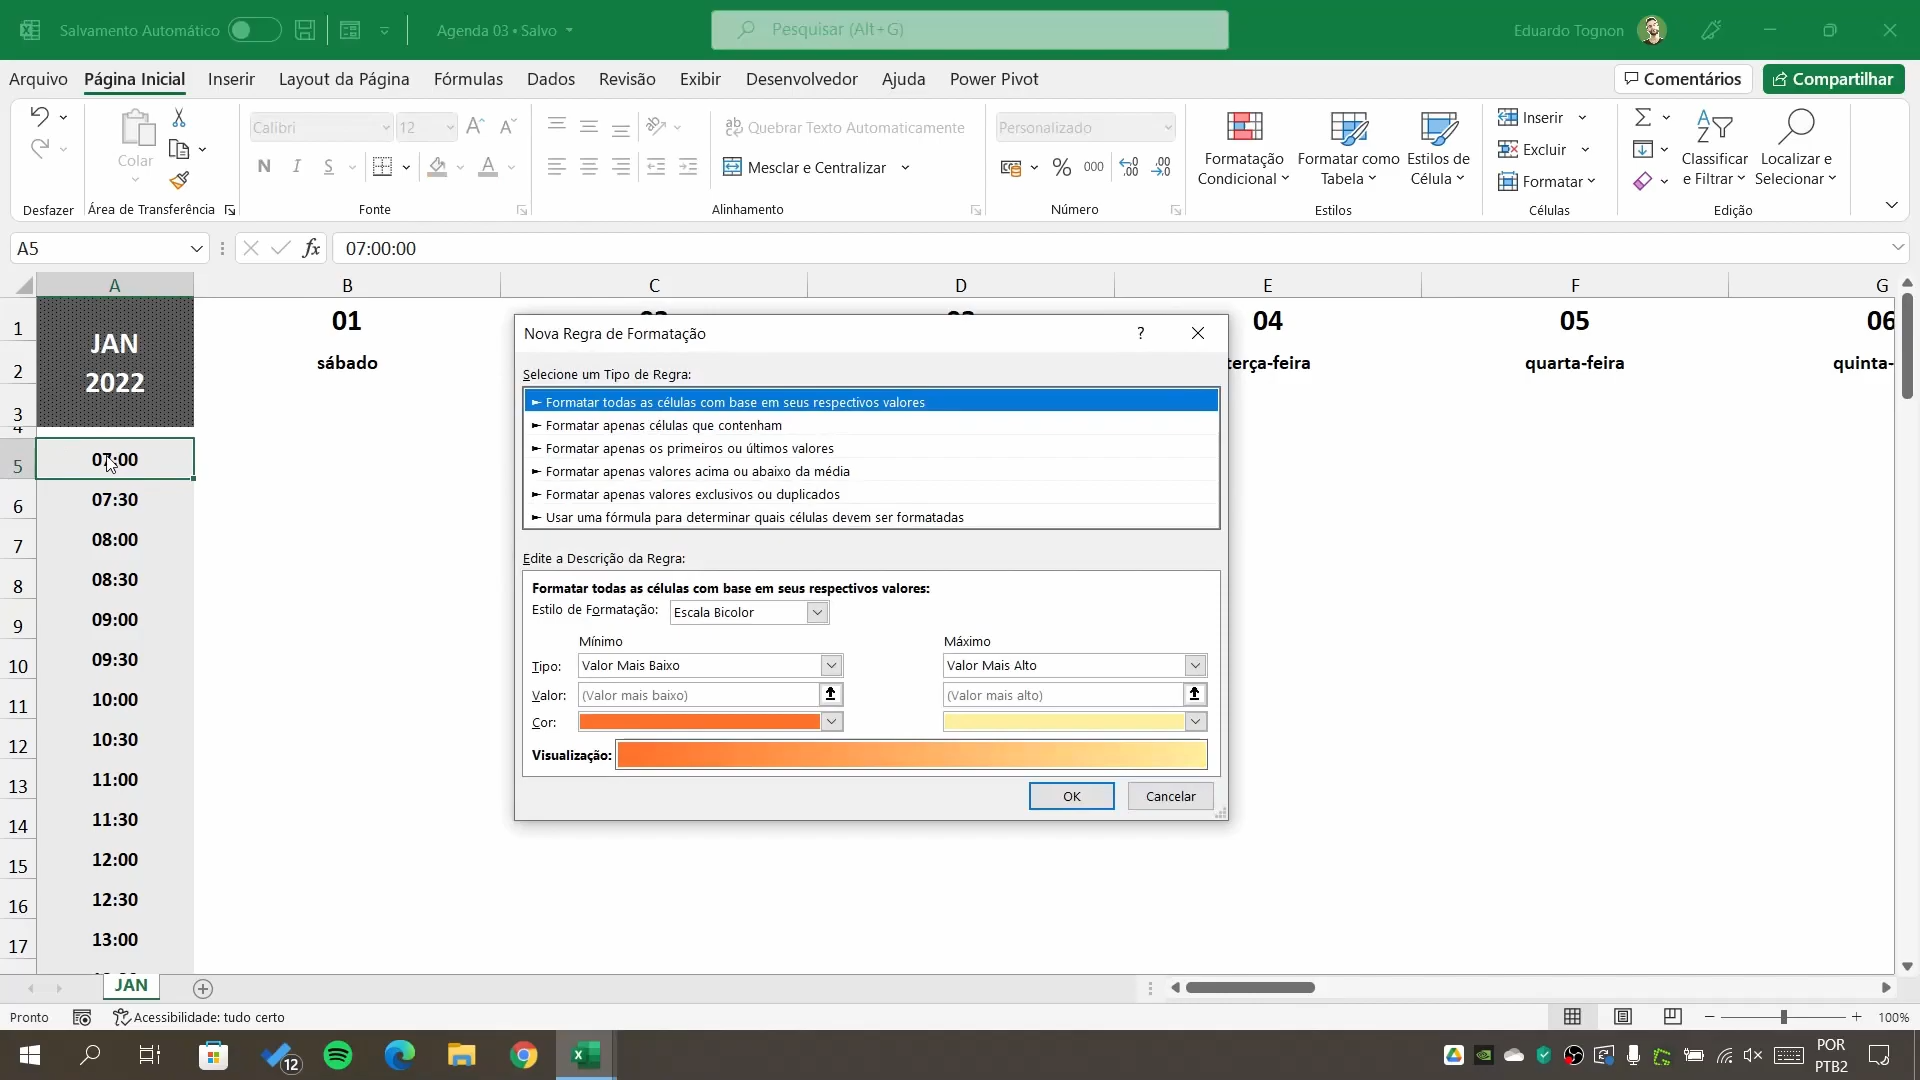 Salvamento Automático
Agenda 03 • Salvo
Pesquisar (Alt+G)
Eduardo Tognon
Arquivo Página Inicial Inserir Layout da Página Fórmulas Dados Revisão Exibir Desenvolvedor Ajuda Power Pivot
Comentários Compartilhar
Colar
Calibri 12
N I S
Quebrar Texto Automaticamente
Mesclar e Centralizar
Personalizado
% 000
Formatação Condicional
Formatar como Tabela
Estilos de Célula
Inserir
Excluir
Formatar
Classificar e Filtrar
Localizar e Selecionar
Desfazer Área de Transferência Fonte Alinhamento Número Estilos Células Edição
A5 fx 07:00:00
A B C D E F G
1
2
3
4
5
6
7
8
9
10
11
12
13
14
15
16
17
JAN
2022
01 04 05 06
sábado terça-feira quarta-feira quinta-
07:00
07:30
08:00
08:30
09:00
09:30
10:00
10:30
11:00
11:30
12:00
12:30
13:00
Nova Regra de Formatação ?
Selecione um Tipo de Regra:
► Formatar todas as células com base em seus respectivos valores
► Formatar apenas células que contenham
► Formatar apenas os primeiros ou últimos valores
► Formatar apenas valores acima ou abaixo da média
► Formatar apenas valores exclusivos ou duplicados
► Usar uma fórmula para determinar quais células devem ser formatadas
Edite a Descrição da Regra:
Formatar todas as células com base em seus respectivos valores:
Estilo de Formatação: Escala Bicolor
Mínimo Máximo
Tipo: Valor Mais Baixo Valor Mais Alto
Valor: (Valor mais baixo) (Valor mais alto)
Cor:
Visualização:
OK Cancelar
JAN
Pronto Acessibilidade: tudo certo 100%
12
POR
PTB2